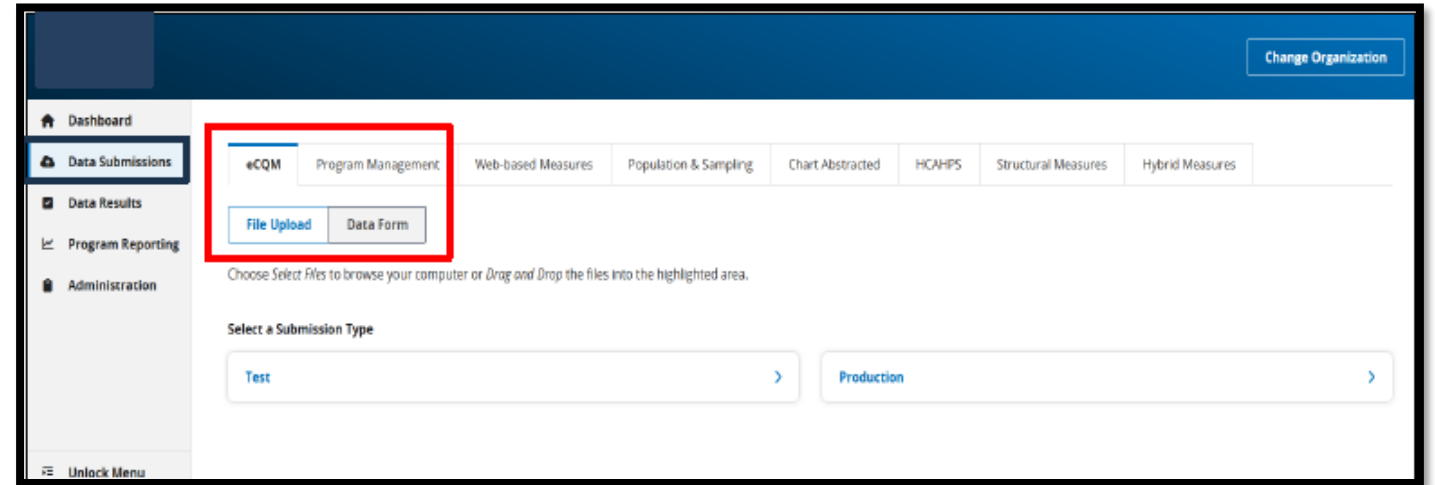 Change Organization
Dashboard
Data Submissions
Data Results
Program Reporting
Administration
Unlock Menu
eCQM Program Management Web-based Measures Population & Sampling Chart Abstracted HCAHPS Structural Measures Hybrid Measures
File Upload Data Form
Choose Select Files to browse your computer or Drag and Drop the files into the highlighted area.
Select a Submission Type
Test Production